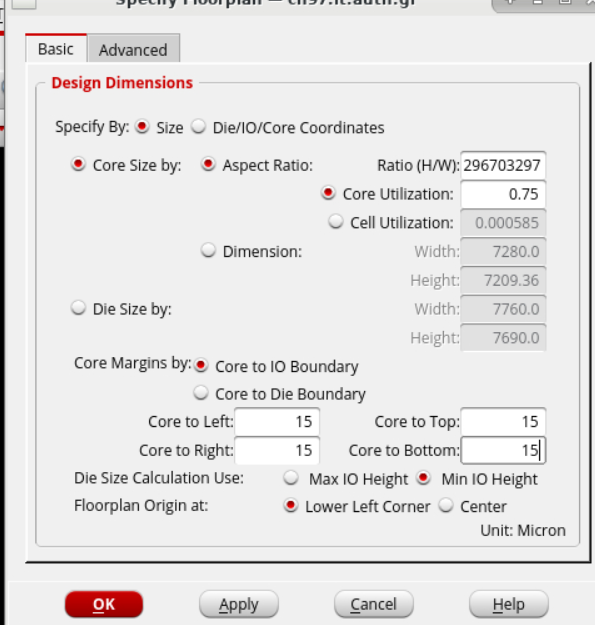 Specify Floorplan — cn97.it.auth.gr
Basic Advanced
Design Dimensions
Specify By: Size Die/IO/Core Coordinates
Core Size by: Aspect Ratio: Ratio (H/W): 296703297
Core Utilization: 0.75
Cell Utilization: 0.000585
Dimension: Width: 7280.0
Height: 7209.36
Die Size by: Width: 7760.0
Height: 7690.0
Core Margins by: Core to IO Boundary
Core to Die Boundary
Core to Left: 15 Core to Top: 15
Core to Right: 15 Core to Bottom: 15
Die Size Calculation Use: Max IO Height Min IO Height
Floorplan Origin at: Lower Left Corner Center
Unit: Micron
OK Apply Cancel Help